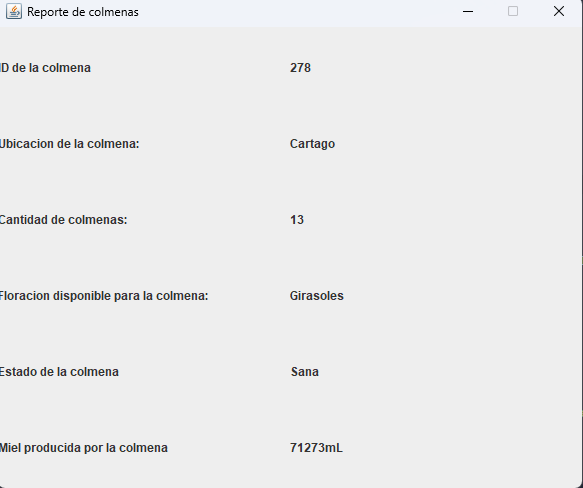 Reporte de colmenas
ID de la colmena 278
Ubicacion de la colmena: Cartago
Cantidad de colmenas: 13
Floracion disponible para la colmena: Girasoles
Estado de la colmena Sana
Miel producida por la colmena 71273mL